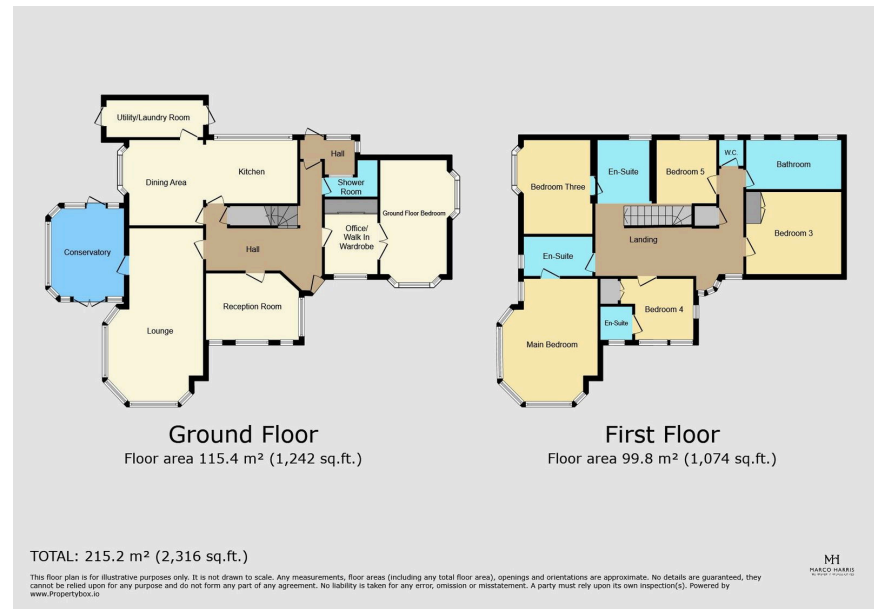 Utility/Laundry Room
Hall
Kitchen
Dining Area
Shower
Room
Ground Floor Bedroom
Office/
Walk In
Wardrobe
Conservatory
Hall
Reception Room
Lounge
W.C.
Bedroom Three
En-Suite
Bedroom 5
Bathroom
Landing
Bedroom 3
En-Suite
Bedroom 4
En-Suite
Main Bedroom
Ground Floor
Floor area 115.4 m² (1,242 sq.ft.)
First Floor
Floor area 99.8 m² (1,074 sq.ft.)
TOTAL: 215.2 m² (2,316 sq.ft.)
This floor plan is for illustrative purposes only. It is not drawn to scale. Any measurements, floor areas (including any total floor area), openings and orientations are approximate. No details are guaranteed, they
cannot be relied upon for any purpose and do not form any part of any agreement. No liability is taken for any error, omission or misstatement. A party must rely upon its own inspection(s). Powered by
www.Propertybox.io
MH
MARCO HARRIS